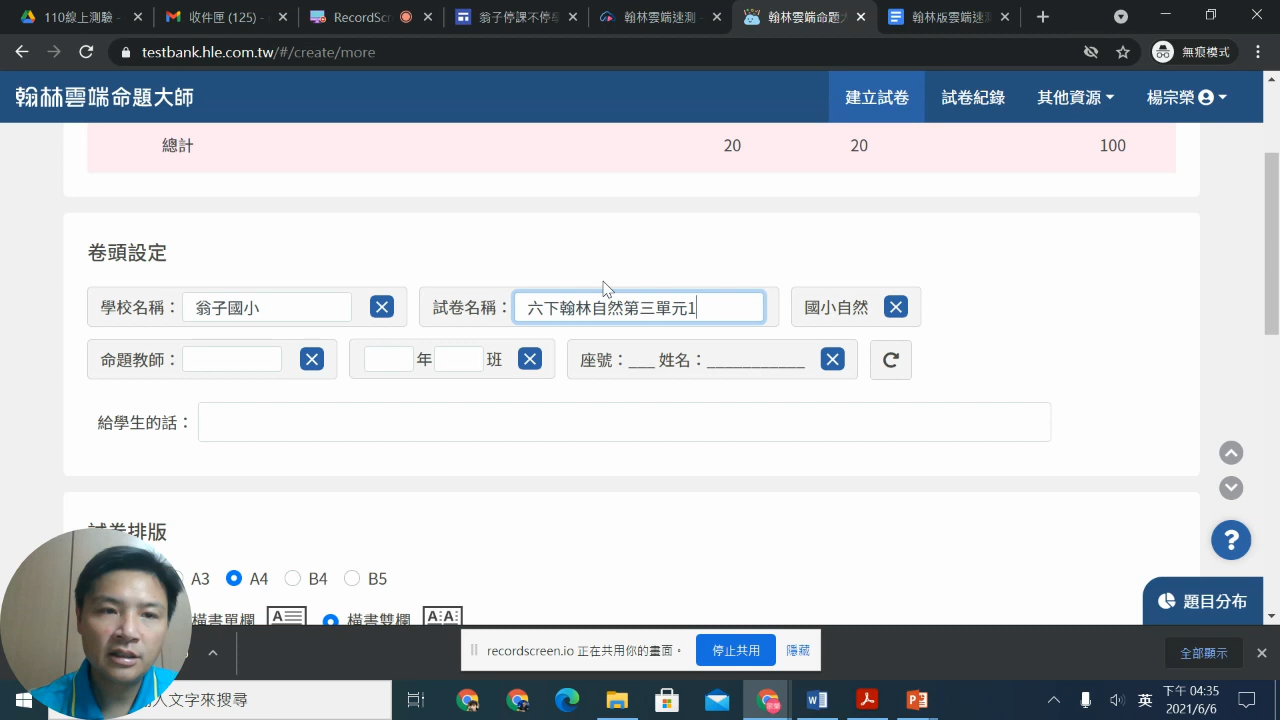 110線上測驗 -
收件匣 (125) -
RecordScr
翁子停課不停學
翰林雲端速測 -
翰林雲端命題大
翰林版雲端速測
testbank.hle.com.tw/#/create/more
無痕模式
翰林雲端命題大師
建立試卷
試卷紀錄
其他資源
楊宗榮
總計 20 20 100
卷頭設定
學校名稱： 翁子國小
試卷名稱： 六下翰林自然第三單元1
國小自然
命題教師：
年 班
座號：___ 姓名：___________
給學生的話：
試卷排版
A3 A4 B4 B5
橫書單欄 橫書雙欄
題目分布
recordscreen.io 正在共用你的畫面。
停止共用
隱藏
全部顯示
入文字來搜尋
英
下午 04:35
2021/6/6